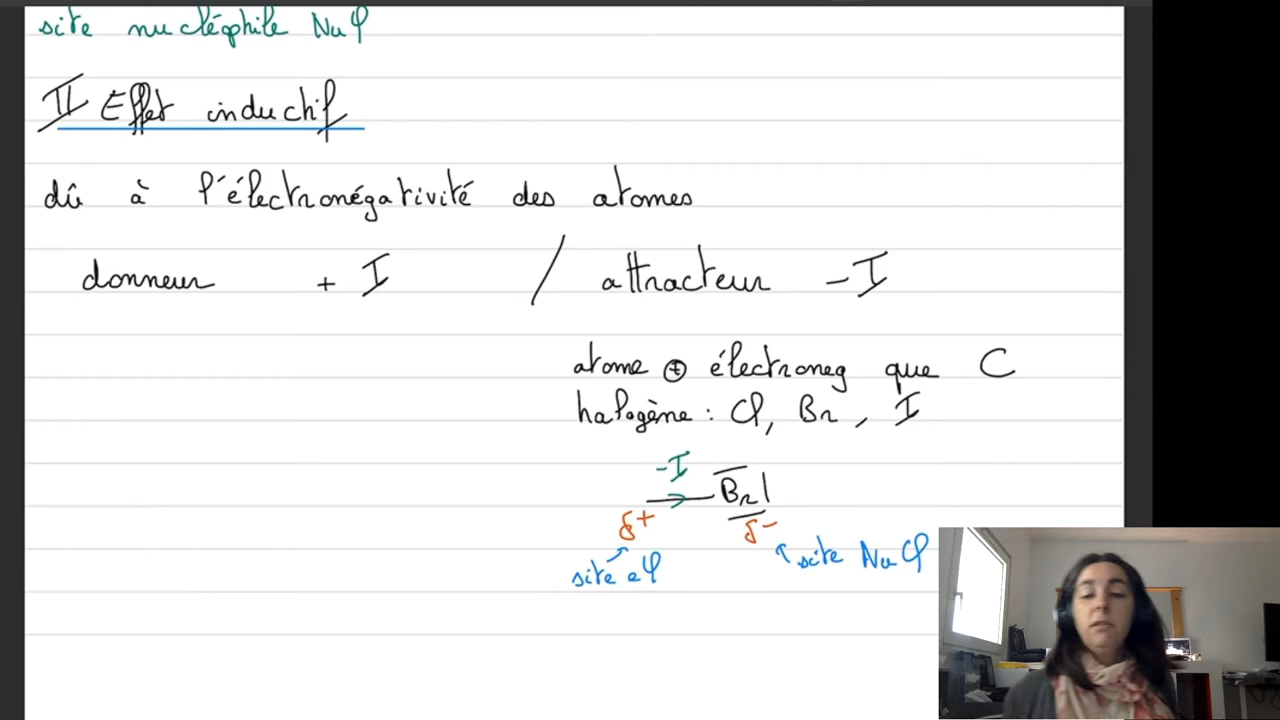 site nucléophile Nuφ
II Effet inductif
dû à l'électronégativité des atomes
donneur + I / attracteur - I
atome ⊕ électroneg que C
halogène : Cl, Br, I
-I
Br
δ+ δ-
site eφ site Nuφ